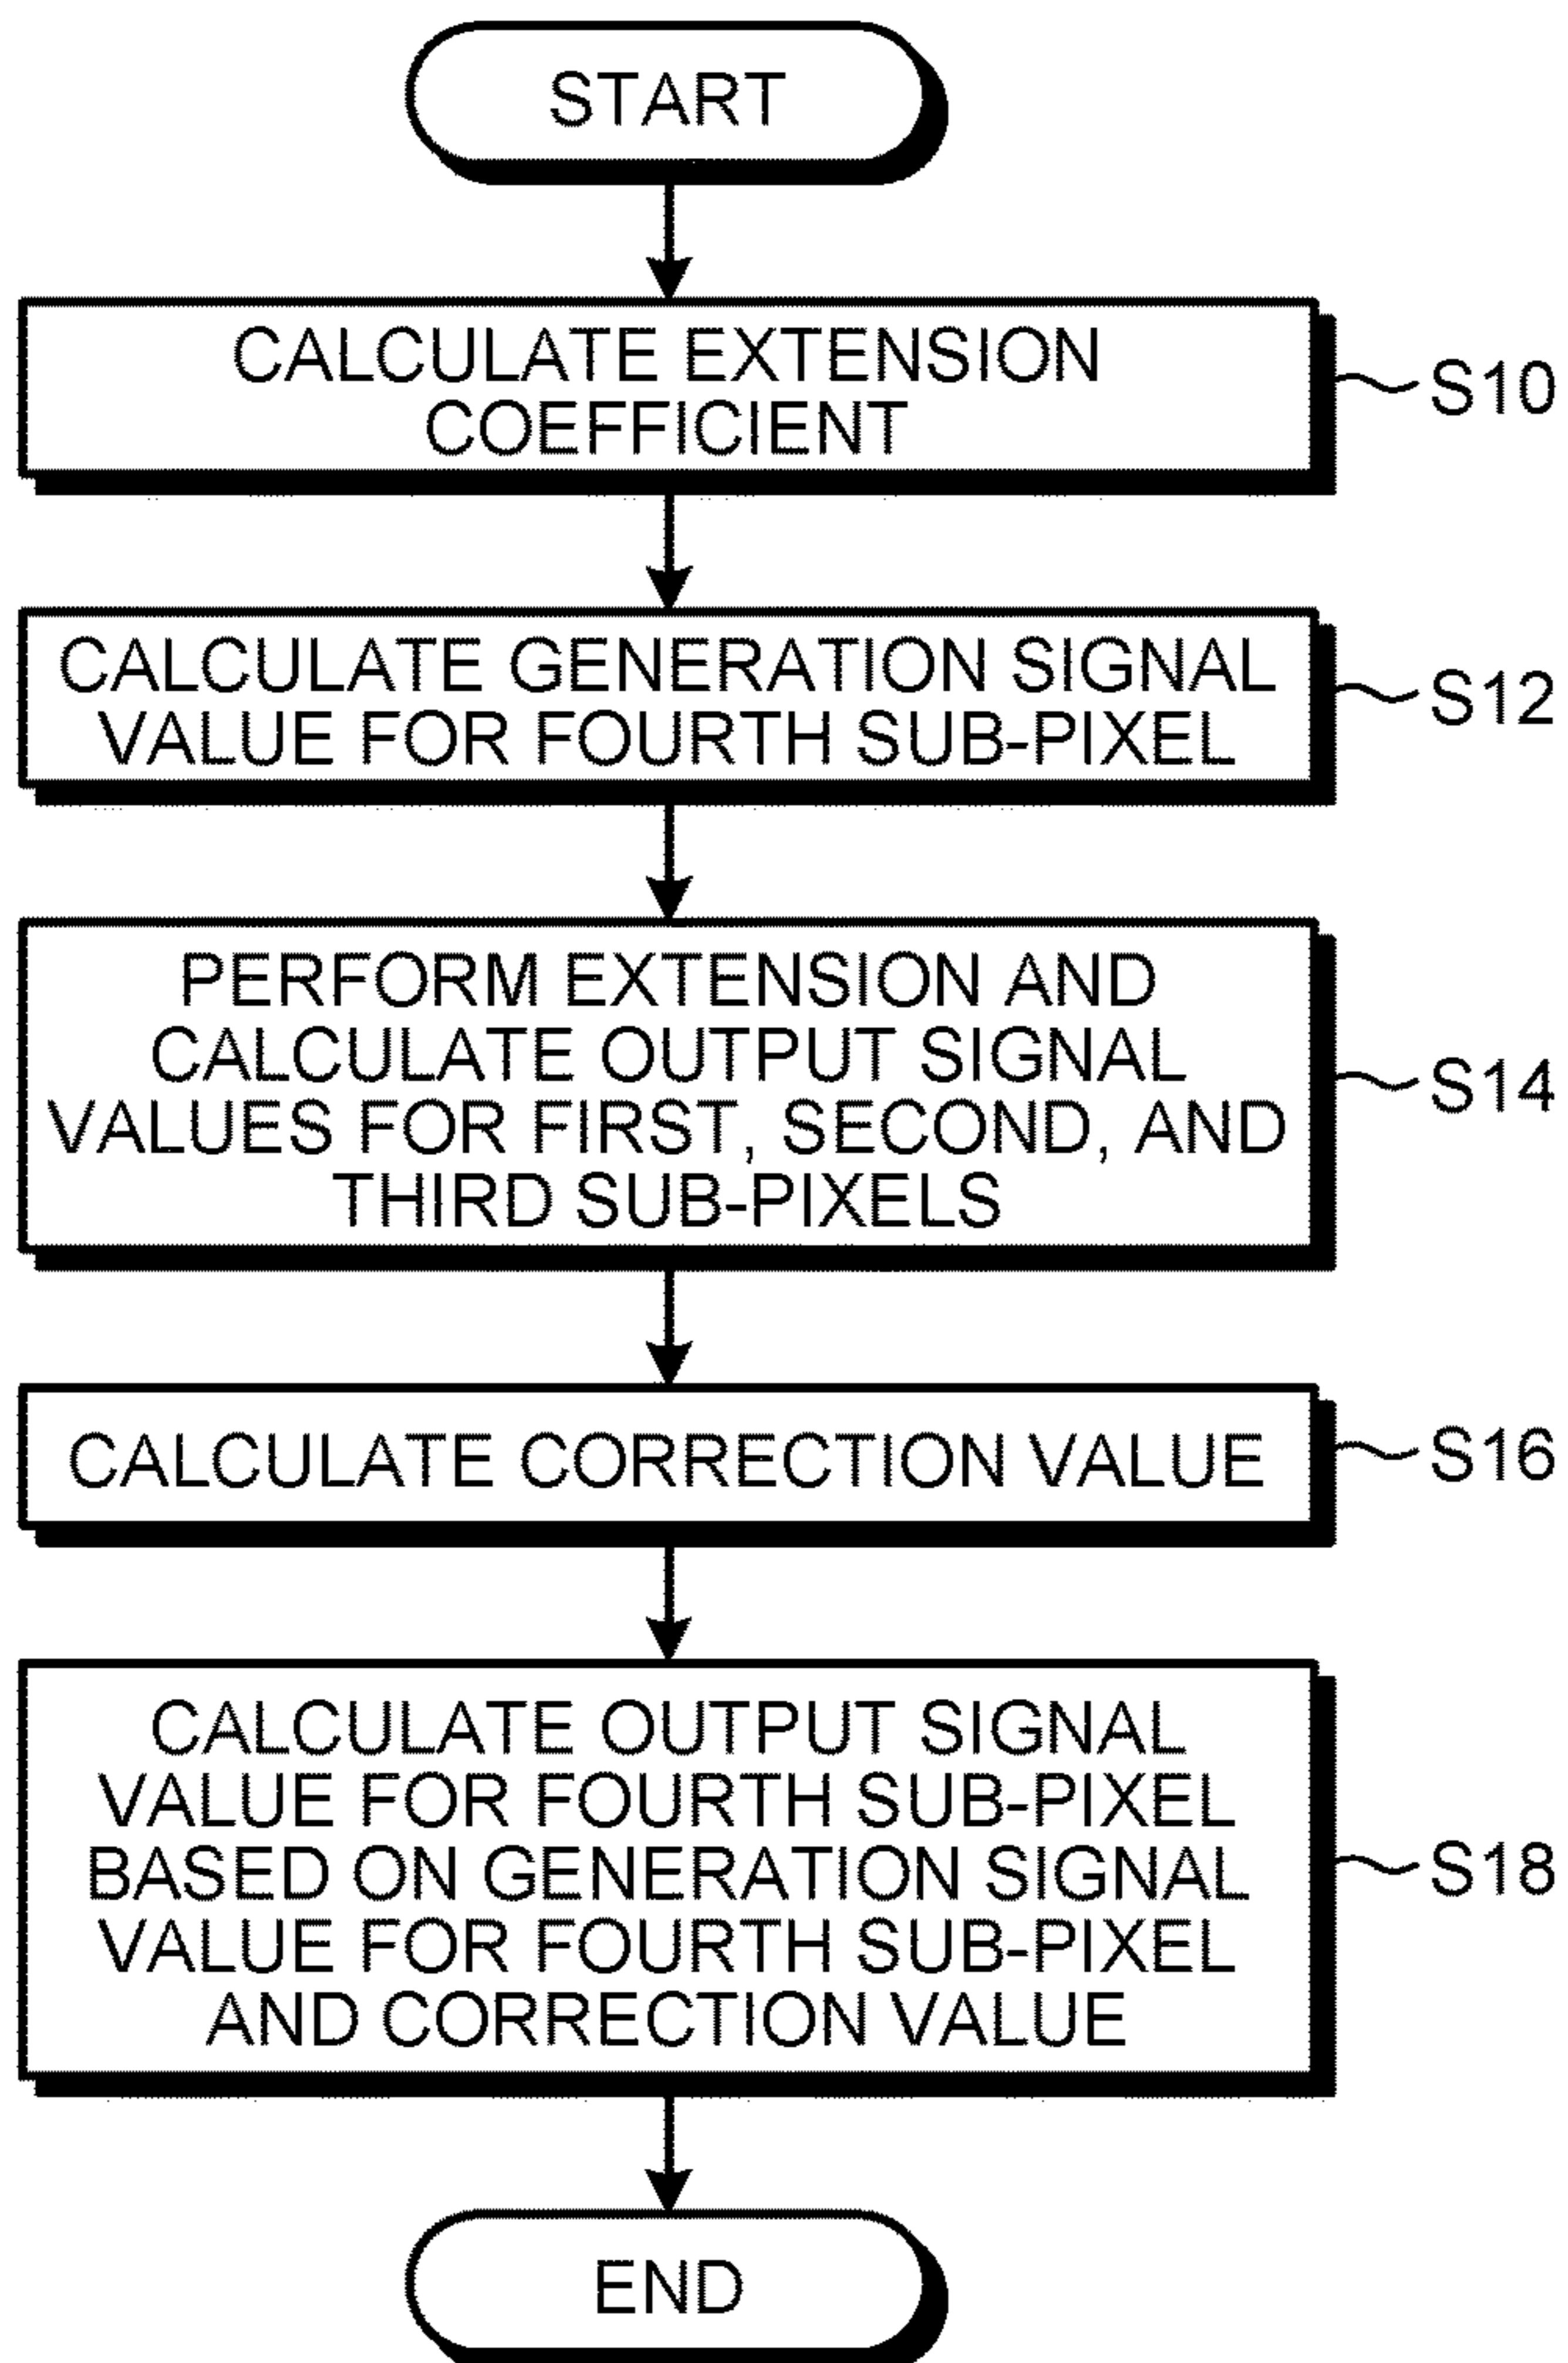 START
CALCULATE EXTENSION
COEFFICIENT
S10
CALCULATE GENERATION SIGNAL
VALUE FOR FOURTH SUB-PIXEL
S12
PERFORM EXTENSION AND
CALCULATE OUTPUT SIGNAL
VALUES FOR FIRST, SECOND, AND
THIRD SUB-PIXELS
S14
CALCULATE CORRECTION VALUE
S16
CALCULATE OUTPUT SIGNAL
VALUE FOR FOURTH SUB-PIXEL
BASED ON GENERATION SIGNAL
VALUE FOR FOURTH SUB-PIXEL
AND CORRECTION VALUE
S18
END